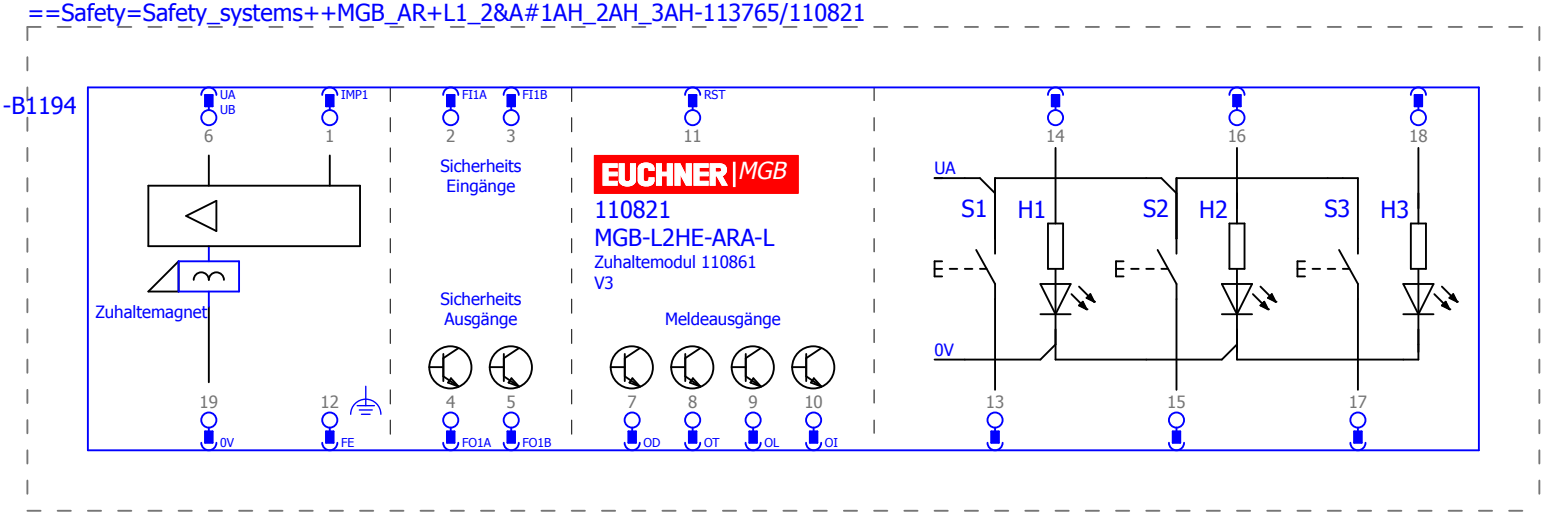 ==Safety=Safety_systems++MGB_AR+L1_2&A#1AH_2AH_3AH-113765/110821
-B1194
UA
UB
IMP1
FI1A
FI1B
RST
6
1
2
3
11
14
16
18
Sicherheits
Eingänge
EUCHNER|MGB
110821
MGB-L2HE-ARA-L
Zuhaltemodul 110861
V3
UA
S1
H1
S2
H2
S3
H3
E
E
E
Zuhaltemagnet
Sicherheits
Ausgänge
Meldeausgänge
0V
19
12
4
5
7
8
9
10
13
15
17
0V
FE
FO1A
FO1B
OD
OT
OL
OI